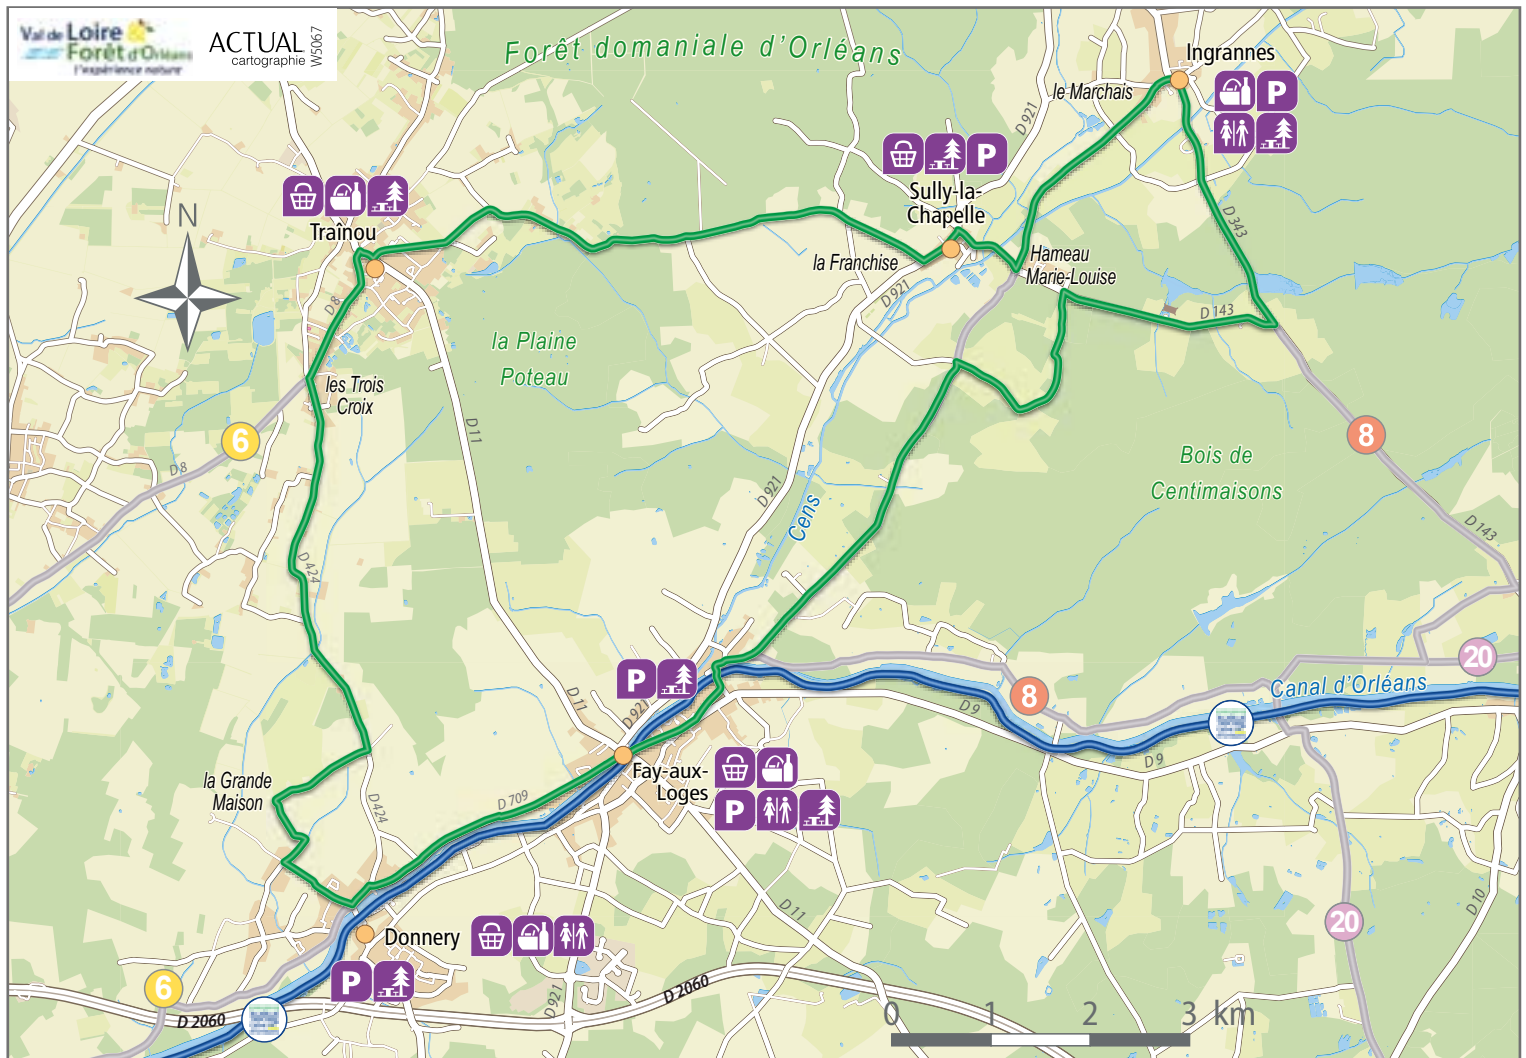 Val de Loire
Forêt d'Orléans
l'expérience nature
ACTUAL
cartographie
W5067
Forêt domaniale d'Orléans
Ingrannes
le Marchais
P
D 921
P
Sully-la-
Chapelle
N
Traînou
D 343
la Franchise
Hameau
Marie-Louise
D 921
D 8
D 143
la Plaine
Poteau
les Trois
Croix
D 11
6
D 8
8
Bois de
Centimaisons
D 921
Cens
D 143
D 424
20
P
8
Canal d'Orléans
D 11
D 921
D 9
D 9
Fay-aux-
Loges
P
la Grande
Maison
D 424
D 709
D 11
D 10
20
Donnery
P
6
D 2060
D 921
D 2060
0 1 2 3 km